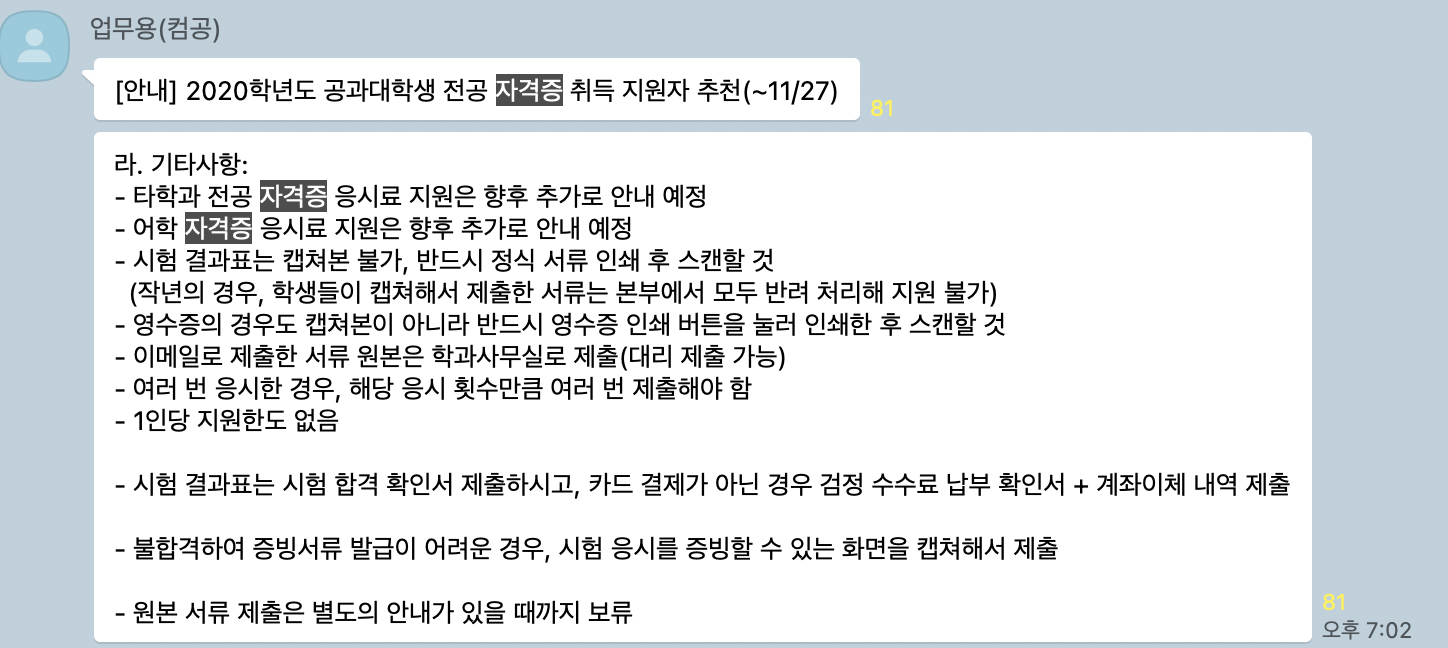 업무용(컴공)
[안내] 2020학년도 공과대학생 전공 자격증 취득 지원자 추천(~11/27)
81
라. 기타사항:
- 타학과 전공 자격증 응시료 지원은 향후 추가로 안내 예정
- 어학 자격증 응시료 지원은 향후 추가로 안내 예정
- 시험 결과표는 캡쳐본 불가, 반드시 정식 서류 인쇄 후 스캔할 것
(작년의 경우, 학생들이 캡쳐해서 제출한 서류는 본부에서 모두 반려 처리해 지원 불가)
- 영수증의 경우도 캡쳐본이 아니라 반드시 영수증 인쇄 버튼을 눌러 인쇄한 후 스캔할 것
- 이메일로 제출한 서류 원본은 학과사무실로 제출(대리 제출 가능)
- 여러 번 응시한 경우, 해당 응시 횟수만큼 여러 번 제출해야 함
- 1인당 지원한도 없음
- 시험 결과표는 시험 합격 확인서 제출하시고, 카드 결제가 아닌 경우 검정 수수료 납부 확인서 + 계좌이체 내역 제출
- 불합격하여 증빙서류 발급이 어려운 경우, 시험 응시를 증빙할 수 있는 화면을 캡쳐해서 제출
- 원본 서류 제출은 별도의 안내가 있을 때까지 보류
81
오후 7:02